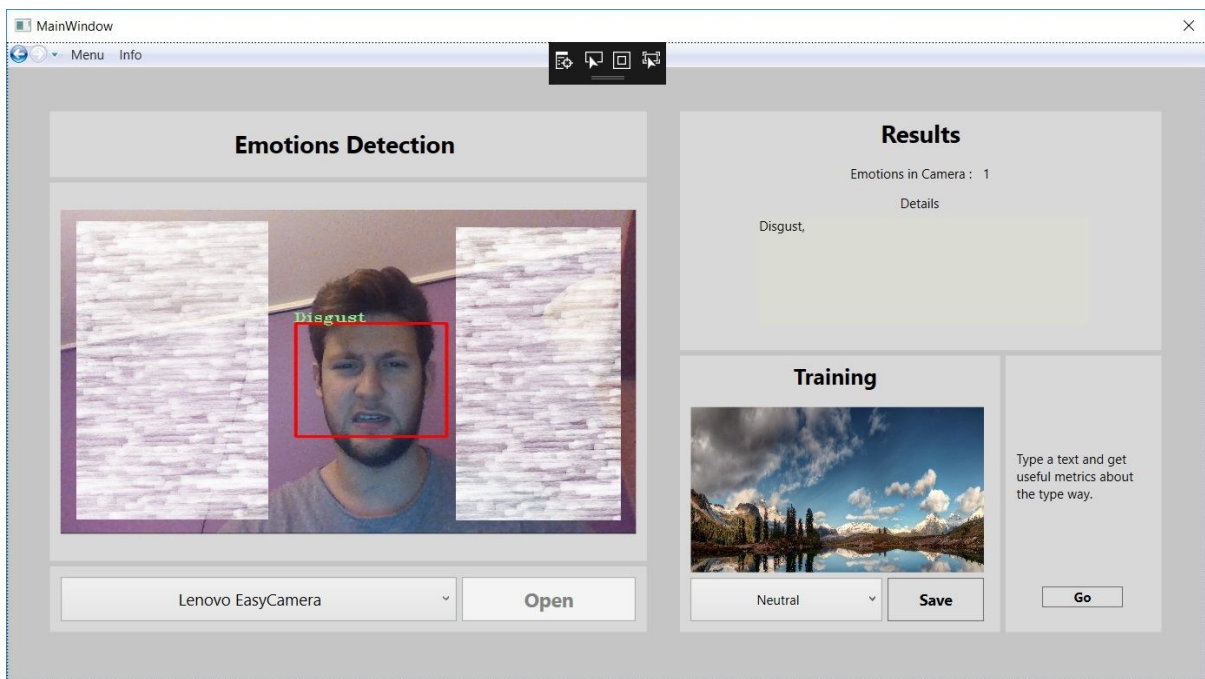 MainWindow
Menu Info
Emotions Detection
Disgust
Lenovo EasyCamera
Open
Results
Emotions in Camera : 1
Details
Disgust,
Training
Neutral
Save
Type a text and get
useful metrics about
the type way.
Go